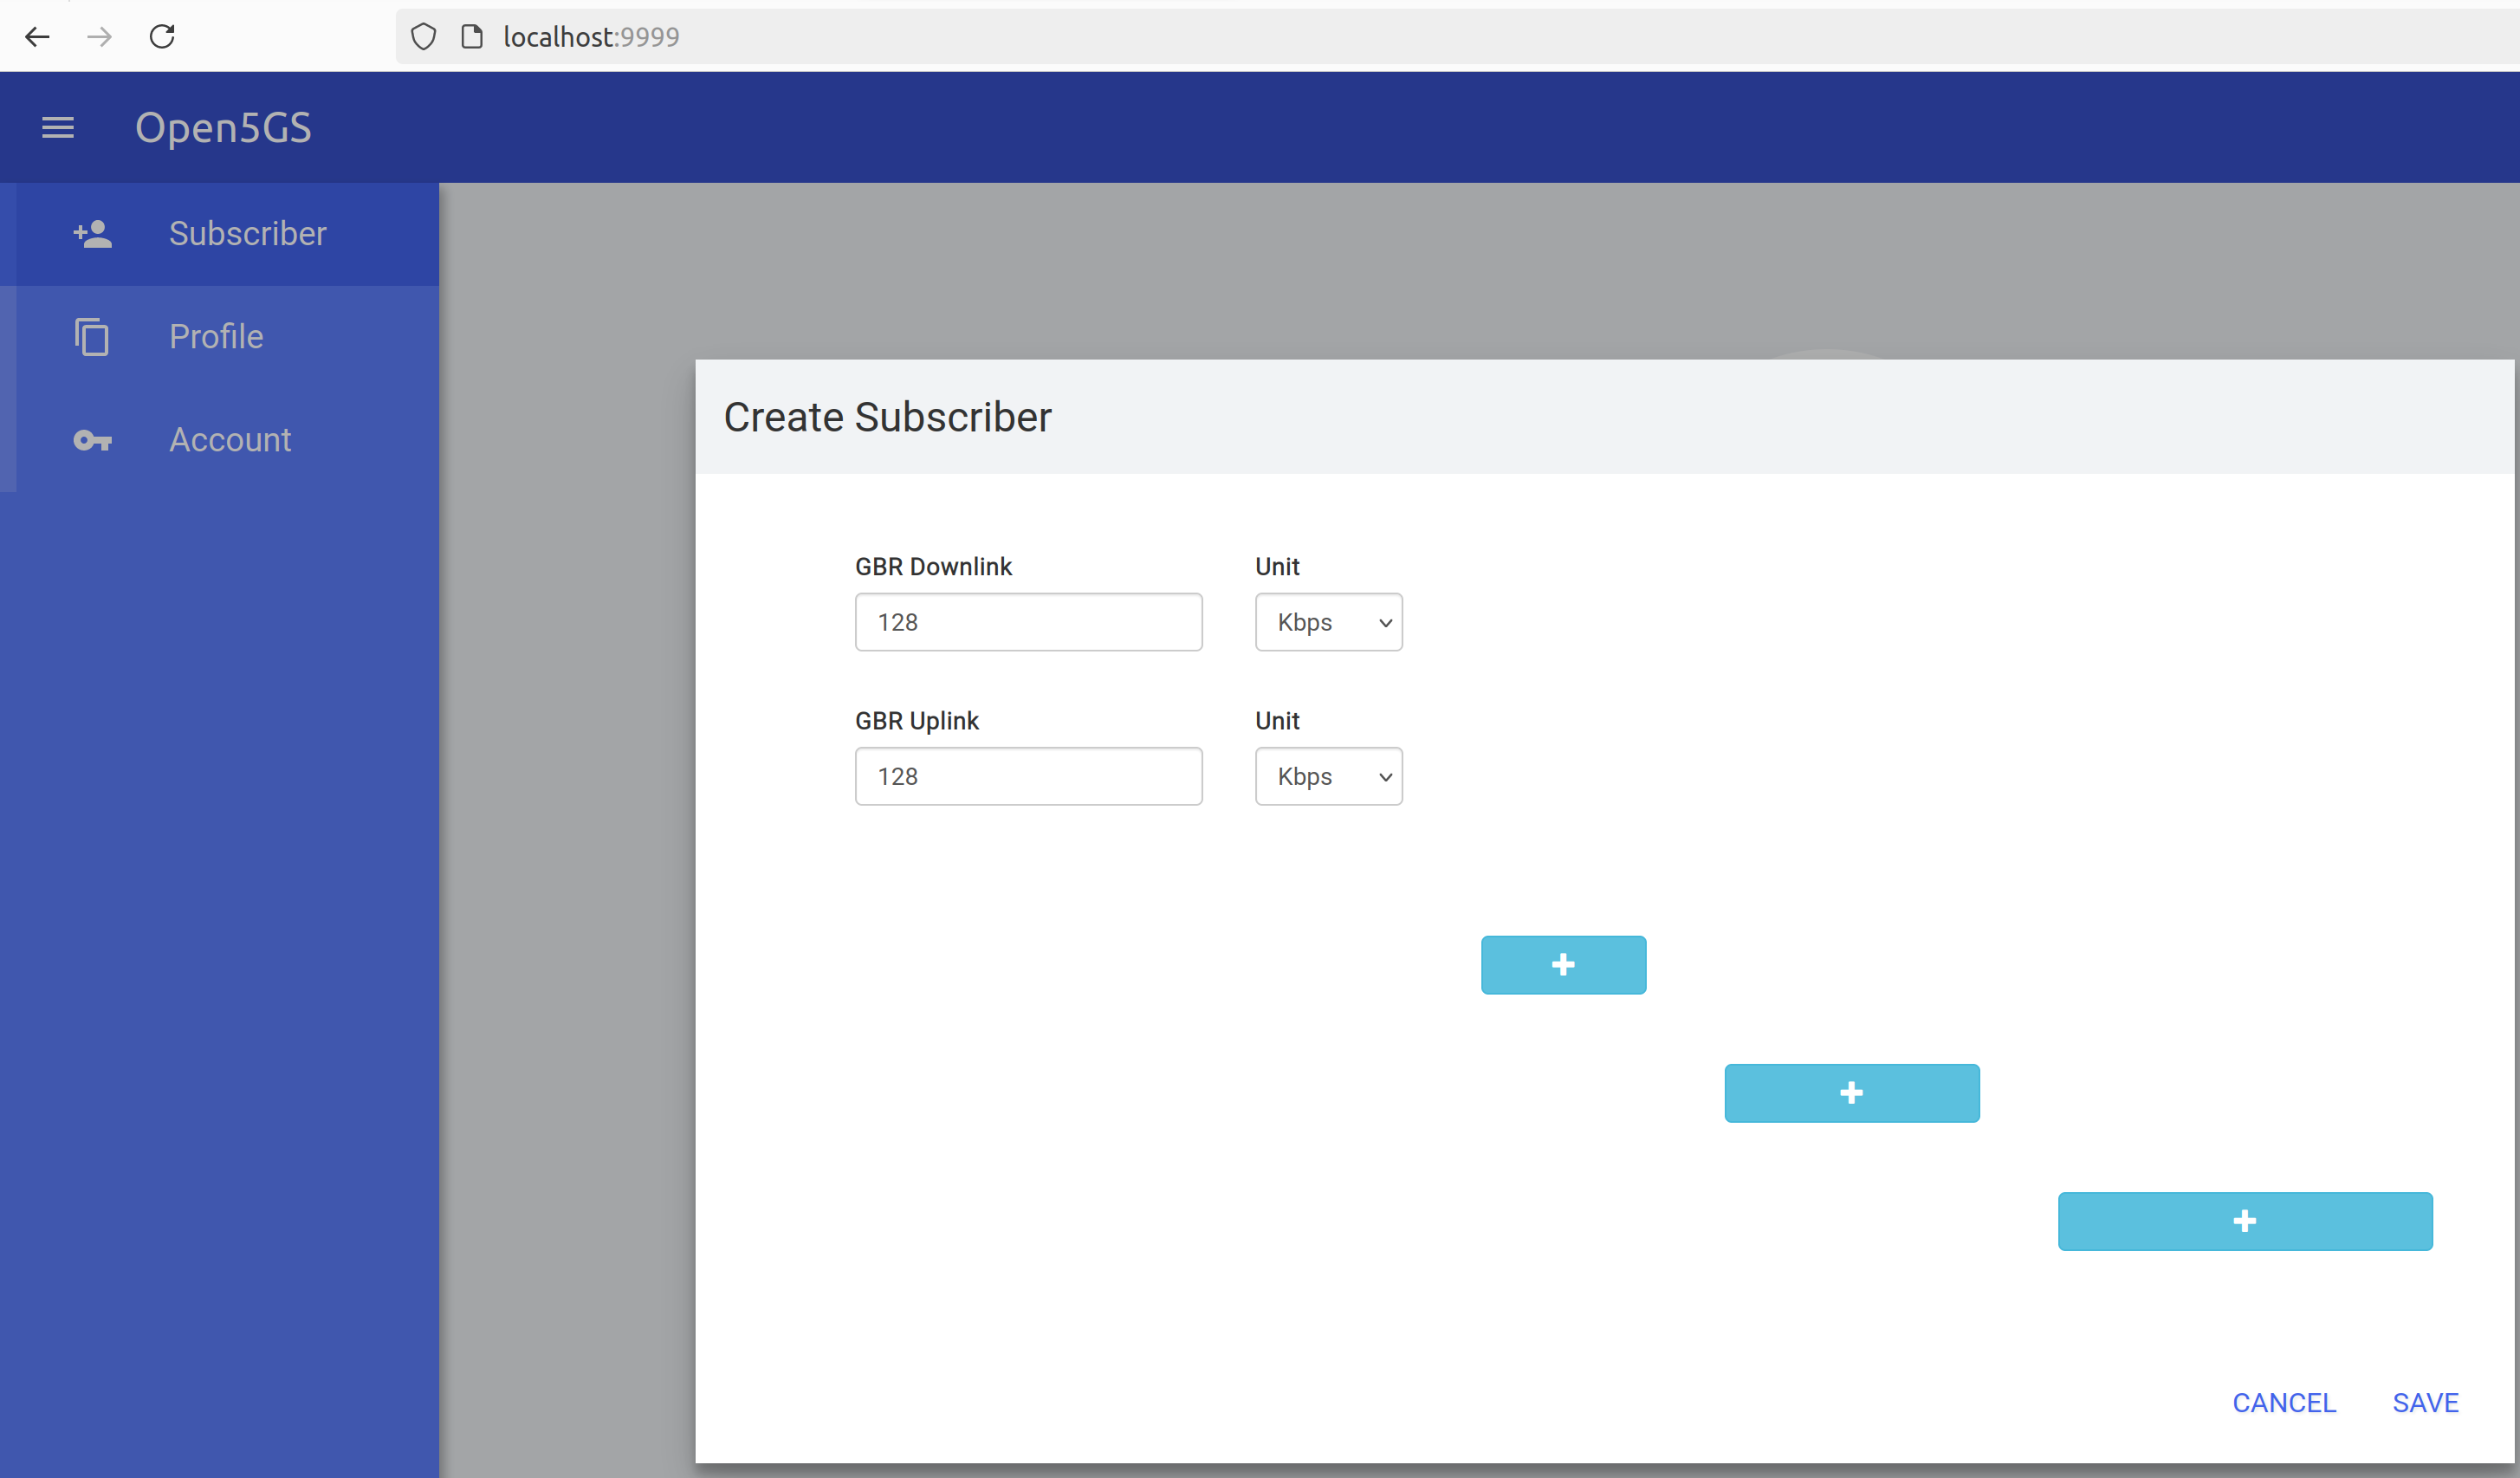 localhost:9999
Open5GS
Subscriber
Profile
Account
Create Subscriber
GBR Downlink Unit
128 Kbps
GBR Uplink Unit
128 Kbps
CANCEL SAVE